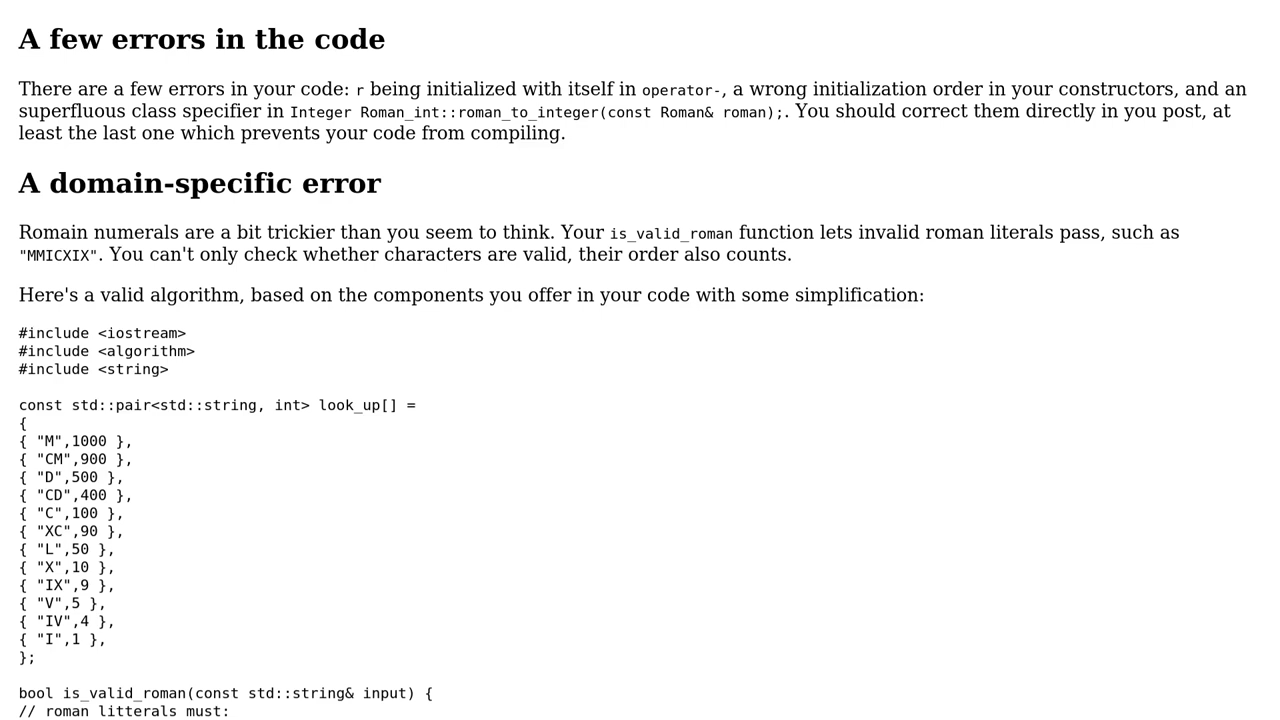 A few errors in the code
There are a few errors in your code: r being initialized with itself in operator-, a wrong initialization order in your constructors, and an
superfluous class specifier in Integer Roman_int::roman_to_integer(const Roman& roman);. You should correct them directly in you post, at
least the last one which prevents your code from compiling.
A domain-specific error
Romain numerals are a bit trickier than you seem to think. Your is_valid_roman function lets invalid roman literals pass, such as
"MMICXIX". You can't only check whether characters are valid, their order also counts.
Here's a valid algorithm, based on the components you offer in your code with some simplification:
#include <iostream>
#include <algorithm>
#include <string>
const std::pair<std::string, int> look_up[] =
{
{ "M",1000 },
{ "CM",900 },
{ "D",500 },
{ "CD",400 },
{ "C",100 },
{ "XC",90 },
{ "L",50 },
{ "X",10 },
{ "IX",9 },
{ "V",5 },
{ "IV",4 },
{ "I",1 },
};
bool is_valid_roman(const std::string& input) {
// roman litterals must: